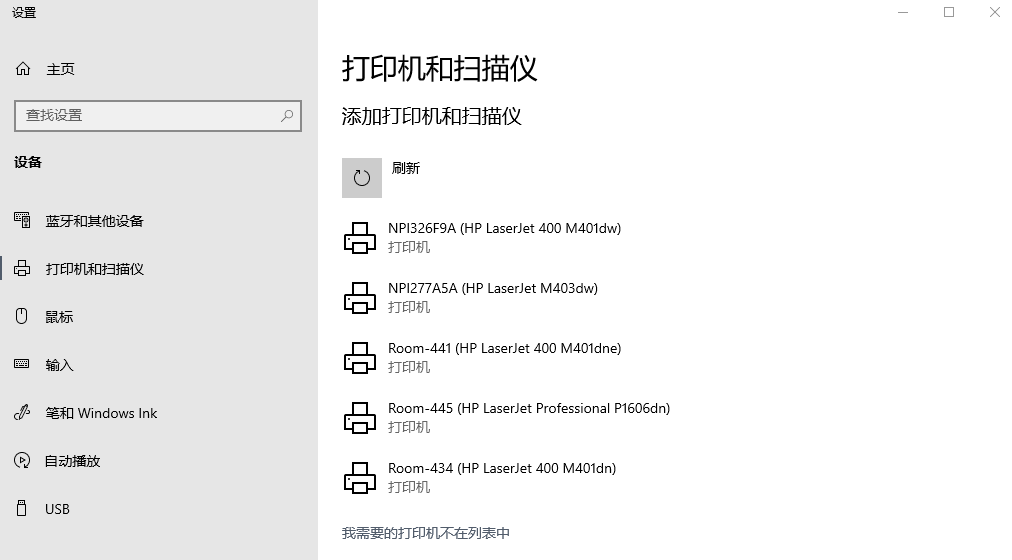 设置
主页
查找设置
设备
蓝牙和其他设备
打印机和扫描仪
鼠标
输入
笔和 Windows Ink
自动播放
USB
打印机和扫描仪
添加打印机和扫描仪
刷新
NPI326F9A (HP LaserJet 400 M401dw)
打印机
NPI277A5A (HP LaserJet M403dw)
打印机
Room-441 (HP LaserJet 400 M401dne)
打印机
Room-445 (HP LaserJet Professional P1606dn)
打印机
Room-434 (HP LaserJet 400 M401dn)
打印机
我需要的打印机不在列表中